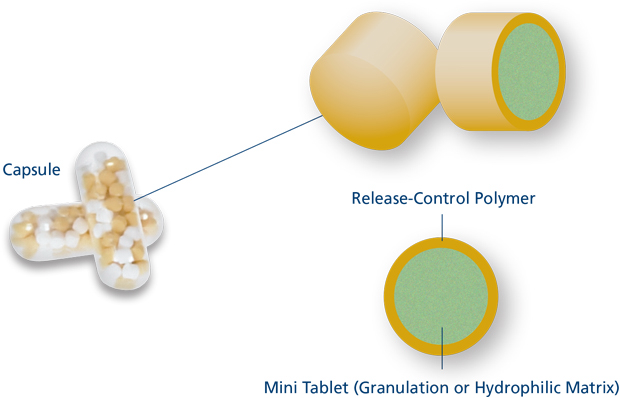 Capsule
Release-Control Polymer
Mini Tablet (Granulation or Hydrophilic Matrix)